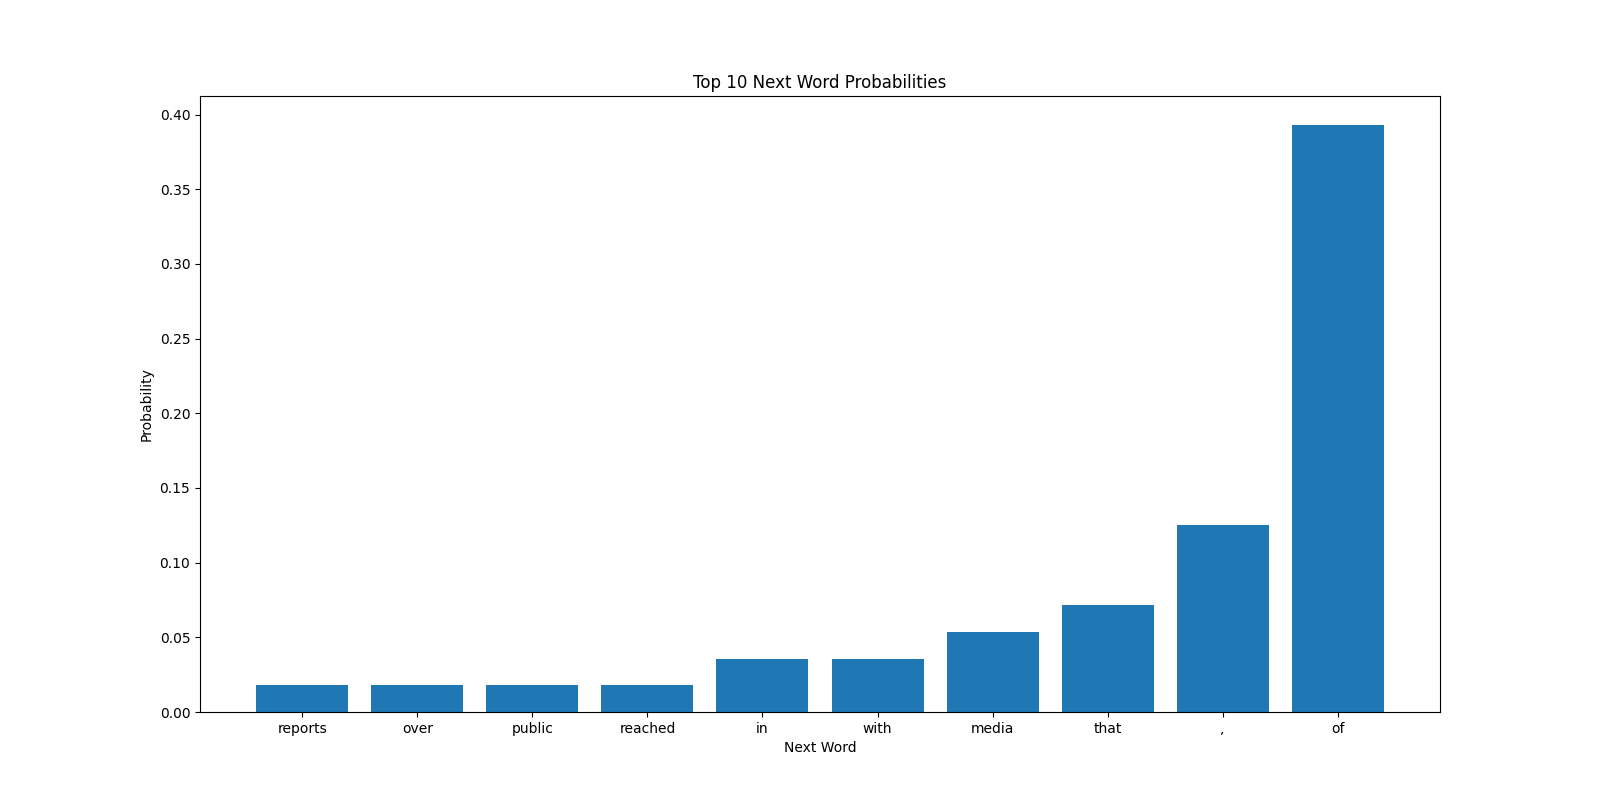 Top 10 Next Word Probabilities
0.40
0.35
0.30
0.25
0.20
0.15
0.10
0.05
0.00
Probability
reports over public reached in with media that , of
Next Word